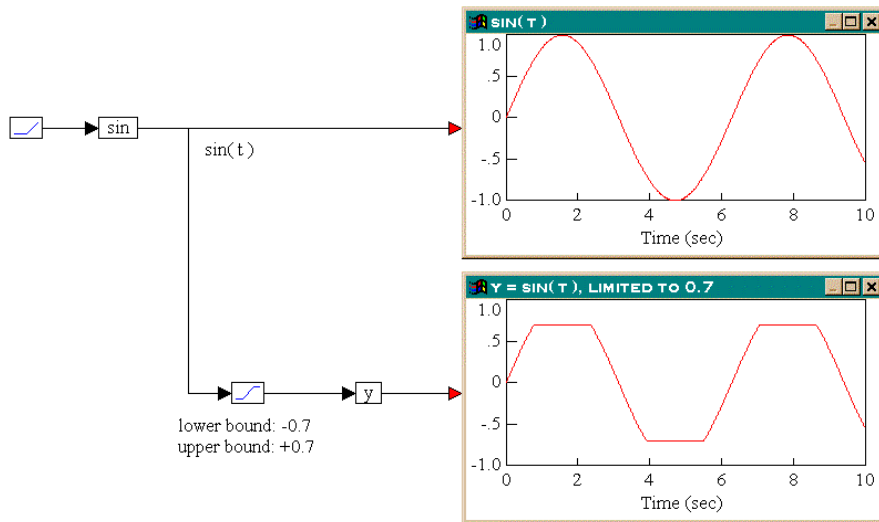 SIN( T )
1.0
.5
0
-.5
-1.0
0 2 4 6 8 10
Time (sec)
sin
sin(t)
Y = SIN( T ), LIMITED TO 0.7
1.0
.5
0
-.5
-1.0
0 2 4 6 8 10
Time (sec)
y
lower bound: -0.7
upper bound: +0.7